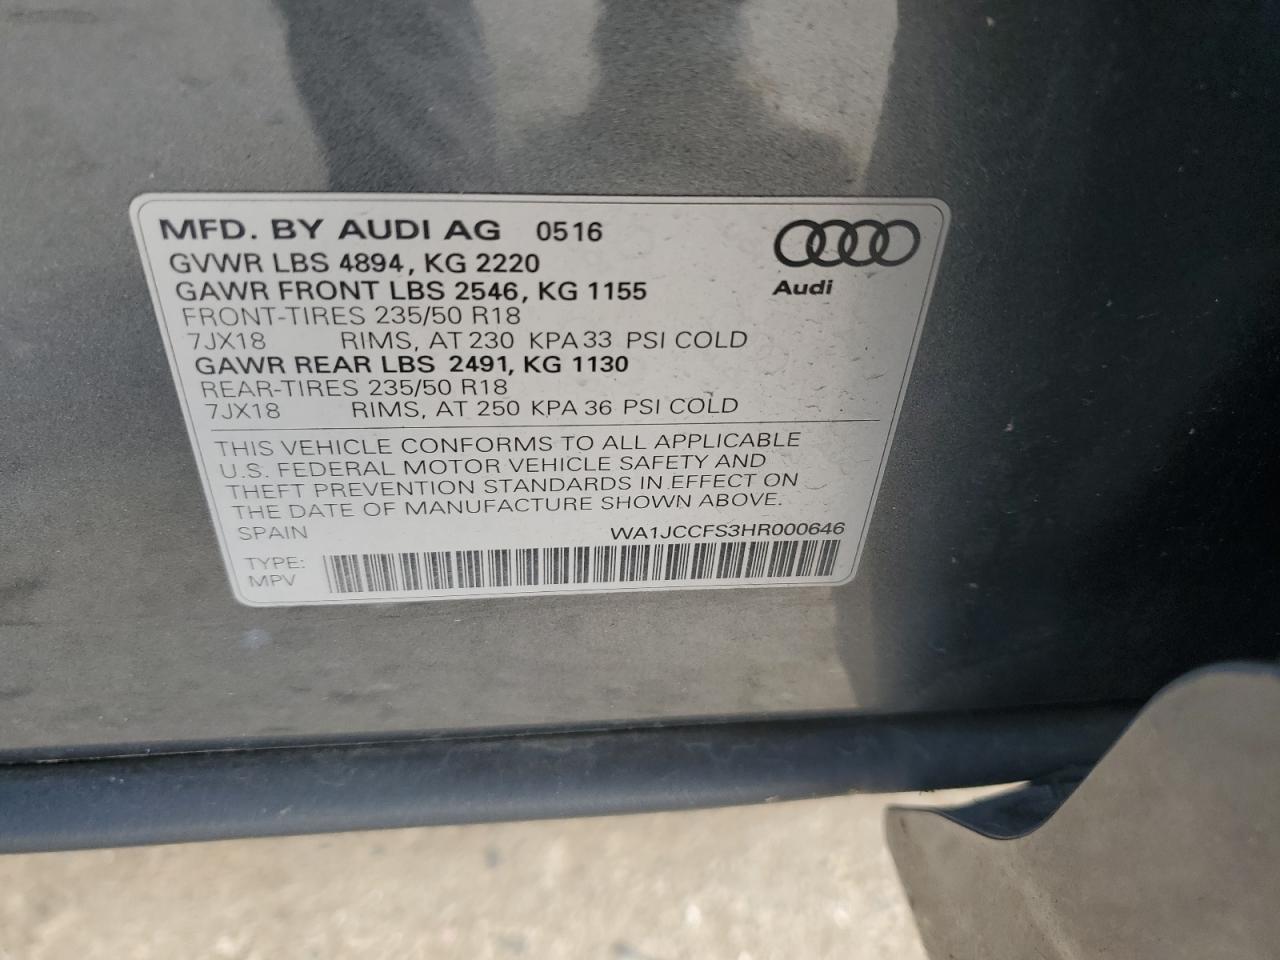 MFD. BY AUDI AG 0516
GVWR LBS 4894, KG 2220
GAWR FRONT LBS 2546, KG 1155
FRONT-TIRES 235/50 R18
7JX18 RIMS, AT 230 KPA 33 PSI COLD
GAWR REAR LBS 2491, KG 1130
REAR-TIRES 235/50 R18
7JX18 RIMS, AT 250 KPA 36 PSI COLD
Audi
THIS VEHICLE CONFORMS TO ALL APPLICABLE
U.S. FEDERAL MOTOR VEHICLE SAFETY AND
THEFT PREVENTION STANDARDS IN EFFECT ON
THE DATE OF MANUFACTURE SHOWN ABOVE.
SPAIN WA1JCCFS3HR000646
TYPE:
MPV